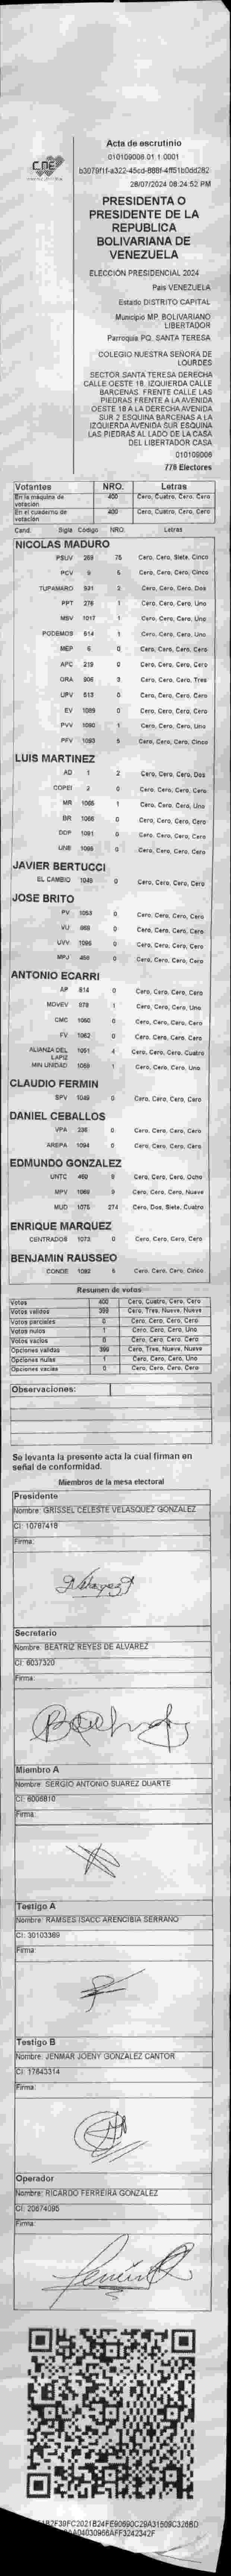 CNE
Acta de escrutinio
010109006.01.1.0001
28/07/2024 08:24:52 PM
PRESIDENTA O
PRESIDENTE DE LA
REPUBLICA
BOLIVARIANA DE
VENEZUELA
ELECCIÓN PRESIDENCIAL 2024
País VENEZUELA
Estado DISTRITO CAPITAL
Municipio MP. BOLIVARIANO
LIBERTADOR
Parroquia PQ. SANTA TERESA
COLEGIO NUESTRA SEÑORA DE
LOURDES
SECTOR SANTA TERESA DERECHA
CALLE OESTE 18. IZQUIERDA CALLE
BARCENAS. FRENTE CALLE LAS
PIEDRAS FRENTE A LA AVENIDA
OESTE 18 A LA DERECHA AVENIDA
SUR 2 ESQUINA BARCENAS A LA
IZQUIERDA AVENIDA SUR ESQUINA
LAS PIEDRAS AL LADO DE LA CASA
DEL LIBERTADOR CASA
010109006
776 Electores
Votantes NRO. Letras
En la máquina de votación 400 Cero, Cuatro, Cero, Cero
En el cuaderno de votación 400 Cero, Cuatro, Cero, Cero
Cand. Sigla Código NRO. Letras
NICOLAS MADURO
PSUV 269 75 Cero, Cero, Siete, Cinco
PCV 9 5 Cero, Cero, Cero, Cinco
TUPAMARO 931 2 Cero, Cero, Cero, Dos
PPT 276 1 Cero, Cero, Cero, Uno
MSV 1017 1 Cero, Cero, Cero, Uno
PODEMOS 514 1 Cero, Cero, Cero, Uno
MEP 6 0 Cero, Cero, Cero, Cero
APC 219 0 Cero, Cero, Cero, Cero
ORA 906 3 Cero, Cero, Cero, Tres
UPV 513 0 Cero, Cero, Cero, Cero
EV 1089 0 Cero, Cero, Cero, Cero
PVV 1090 1 Cero, Cero, Cero, Uno
PFV 1093 5 Cero, Cero, Cero, Cinco
LUIS MARTINEZ
AD 1 2 Cero, Cero, Cero, Dos
COPEI 2 0 Cero, Cero, Cero, Cero
MR 1065 1 Cero, Cero, Cero, Uno
BR 1066 0 Cero, Cero, Cero, Cero
DDP 1091 0 Cero, Cero, Cero, Cero
UNE 1096 0 Cero, Cero, Cero, Cero
JAVIER BERTUCCI
EL CAMBIO 1048 0 Cero, Cero, Cero, Cero
JOSE BRITO
PV 1053 0 Cero, Cero, Cero, Cero
VU 868 0 Cero, Cero, Cero, Cero
UVV 1086 0 Cero, Cero, Cero, Cero
MPJ 458 0 Cero, Cero, Cero, Cero
ANTONIO ECARRI
AP 814 0 Cero, Cero, Cero, Cero
MOVEV 878 1 Cero, Cero, Cero, Uno
CMC 1060 0 Cero, Cero, Cero, Cero
FV 1062 0 Cero, Cero, Cero, Cero
ALIANZA DEL LAPIZ 1051 4 Cero, Cero, Cero, Cuatro
MIN UNIDAD 1058 1 Cero, Cero, Cero, Uno
CLAUDIO FERMIN
SPV 1049 0 Cero, Cero, Cero, Cero
DANIEL CEBALLOS
VPA 236 0 Cero, Cero, Cero, Cero
AREPA 1094 0 Cero, Cero, Cero, Cero
EDMUNDO GONZALEZ
UNTC 460 8 Cero, Cero, Cero, Ocho
MPV 1069 9 Cero, Cero, Cero, Nueve
MUD 1075 274 Cero, Dos, Siete, Cuatro
ENRIQUE MARQUEZ
CENTRADOS 1073 0 Cero, Cero, Cero, Cero
BENJAMIN RAUSSEO
CONDE 1082 5 Cero, Cero, Cero, Cinco
Resumen de votos
Votos 400 Cero, Cuatro, Cero, Cero
Votos validos 399 Cero, Tres, Nueve, Nueve
Votos parciales 0 Cero, Cero, Cero, Cero
Votos nulos 1 Cero, Cero, Cero, Uno
Votos vacíos 0 Cero, Cero, Cero, Cero
Opciones validas 399 Cero, Tres, Nueve, Nueve
Opciones nulas 1 Cero, Cero, Cero, Uno
Opciones vacías 0 Cero, Cero, Cero, Cero
Observaciones:
Se levanta la presente acta la cual firman en
señal de conformidad.
Miembros de la mesa electoral
Presidente
Nombre: GRISSEL CELESTE VELASQUEZ GONZALEZ
CI: 10787418
Firma:
Secretario
Nombre: BEATRIZ REYES DE ALVAREZ
CI: 6037320
Firma:
Miembro A
Nombre: SERGIO ANTONIO SUAREZ DUARTE
CI: 6006810
Firma:
Testigo A
Nombre: RAMSES ISACC ARENCIBIA SERRANO
CI: 30103389
Firma:
Testigo B
Nombre: JENMAR JOENY GONZALEZ CANTOR
CI: 17643314
Firma:
Operador
Nombre: RICARDO FERREIRA GONZALEZ
CI: 20674095
Firma: